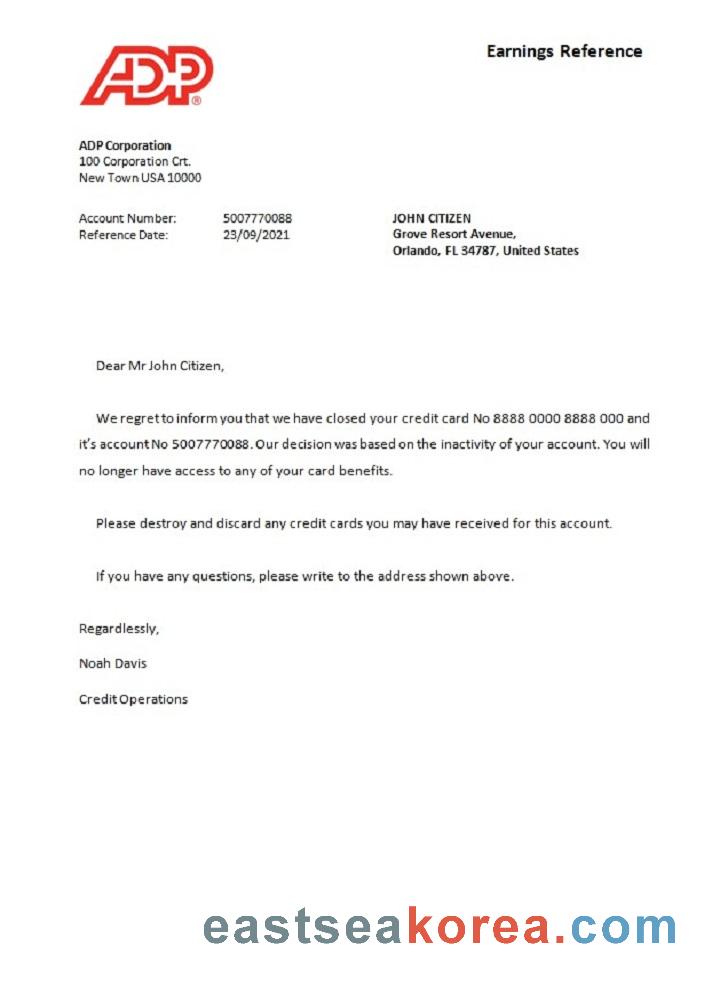 ADP®
Earnings Reference
ADP Corporation
100 Corporation Crt.
New Town USA 10000
Account Number: 5007770088
Reference Date: 23/09/2021
JOHN CITIZEN
Grove Resort Avenue,
Orlando, FL 34787, United States
Dear Mr John Citizen,
We regret to inform you that we have closed your credit card No 8888 0000 8888 000 and
it's account No 5007770088. Our decision was based on the inactivity of your account. You will
no longer have access to any of your card benefits.
Please destroy and discard any credit cards you may have received for this account.
If you have any questions, please write to the address shown above.
Regardlessly,
Noah Davis
Credit Operations
eastseakorea.com